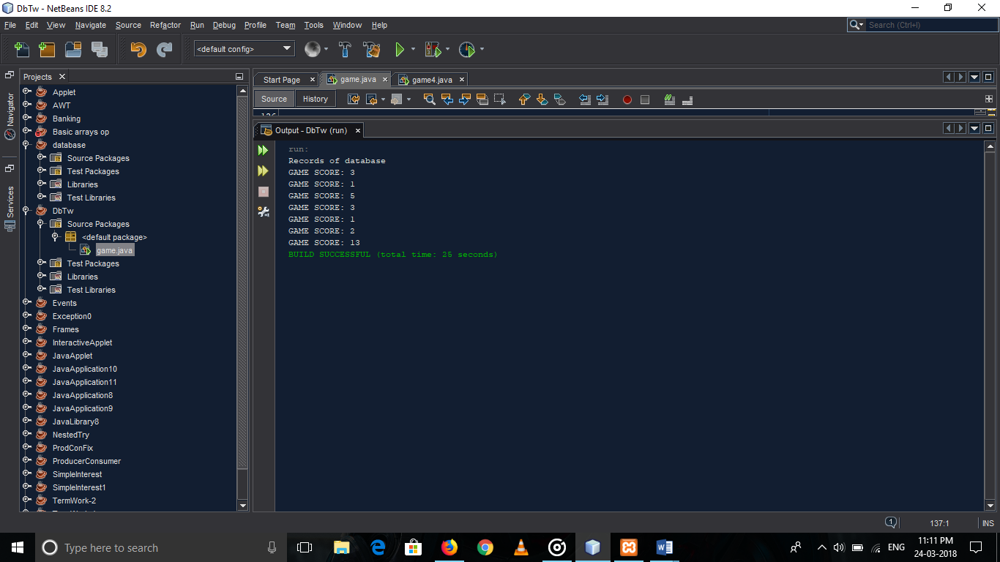 DbTw - NetBeans IDE 8.2
File Edit View Navigate Source Refactor Run Debug Profile Team Tools Window Help
Search (Ctrl+I)
<default config>
Navigator
Services
Projects
Applet
AWT
Banking
Basic arrays op
database
Source Packages
Test Packages
Libraries
Test Libraries
DbTw
Source Packages
<default package>
game.java
Test Packages
Libraries
Test Libraries
Events
Exception0
Frames
InteractiveApplet
JavaApplet
JavaApplication10
JavaApplication11
JavaApplication8
JavaApplication9
JavaLibrary8
NestedTry
ProdConFix
ProducerConsumer
SimpleInterest
SimpleInterest1
TermWork-2
Start Page game.java game4.java
Source History
Output - DbTw (run)
run:
Records of database
GAME SCORE: 3
GAME SCORE: 1
GAME SCORE: 5
GAME SCORE: 3
GAME SCORE: 1
GAME SCORE: 2
GAME SCORE: 13
BUILD SUCCESSFUL (total time: 25 seconds)
1
137:1 INS
Type here to search
ENG
11:11 PM
24-03-2018